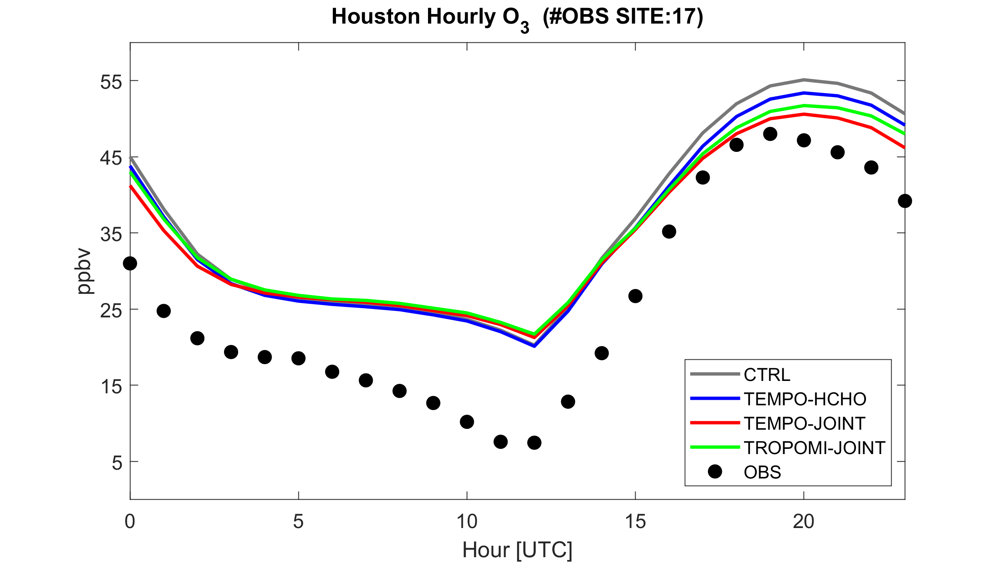 Houston Hourly O3 (#OBS SITE:17)
55
45
35
25
15
5
ppbv
0 5 10 15 20
Hour [UTC]
CTRL
TEMPO-HCHO
TEMPO-JOINT
TROPOMI-JOINT
OBS